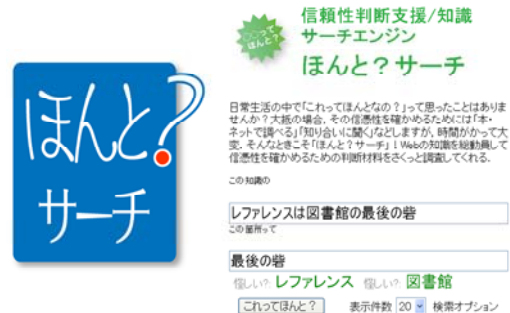 ほんと?
サーチ
○○って
ほんと?
信頼性判断支援/知識
サーチエンジン
ほんと？サーチ
日常生活の中で「これってほんとなの？」って思ったことはありま
せんか？大抵の場合、その信憑性を確かめるためには「本・
ネットで調べる」「知り合いに聞く」などしますが、時間がかって大
変。そんなときこそ「ほんと？サーチ」！Webの知識を総動員して
信憑性を確かめるための判断材料をさくっと調査してくれる。
この知識の
レファレンスは図書館の最後の砦
この箇所って
最後の砦
怪しい? レファレンス 怪しい? 図書館
これってほんと？ 表示件数 20 検索オプション